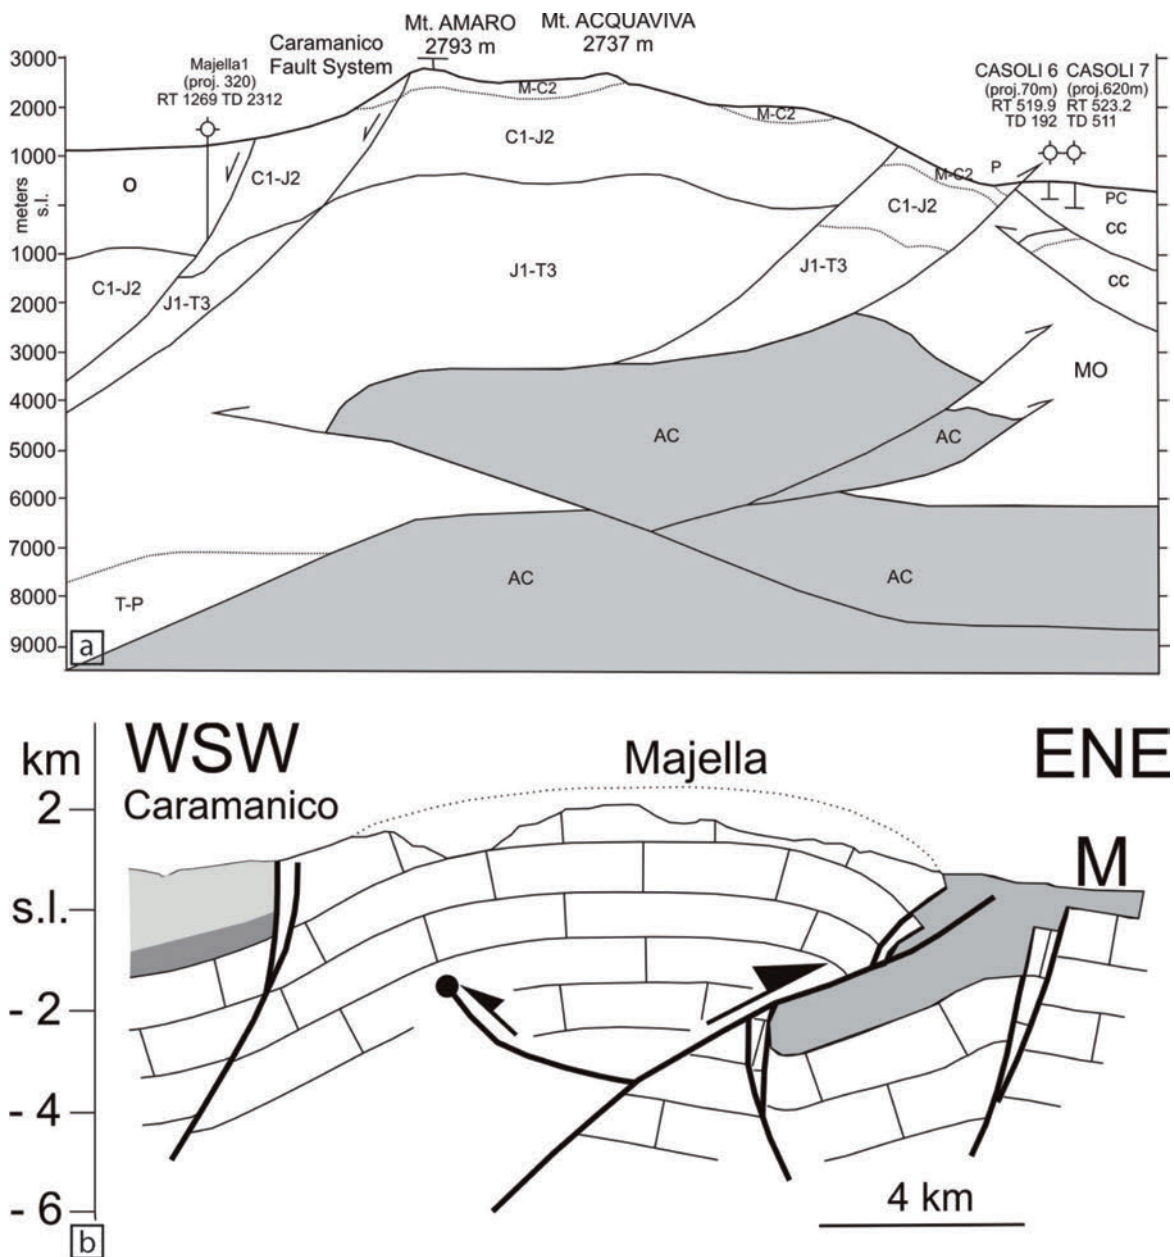 Mt. AMARO
2793 m
Mt. ACQUAVIVA
2737 m
Caramanico
Fault System
Majella1
(proj. 320)
RT 1269 TD 2312
CASOLI 6
(proj.70m)
RT 519.9
TD 192
CASOLI 7
(proj.620m)
RT 523.2
TD 511
3000
2000
1000
meters
s.l.
1000
2000
3000
4000
5000
6000
7000
8000
9000
M-C2
M-C2
C1-J2
C1-J2
O
P
M-C2
C1-J2
PC
CC
CC
J1-T3
J1-T3
C1-J2
J1-T3
MO
AC
AC
AC
AC
T-P
a
WSW
ENE
km
Caramanico
Majella
M
2
s.l.
- 2
- 4
- 6
4 km
b